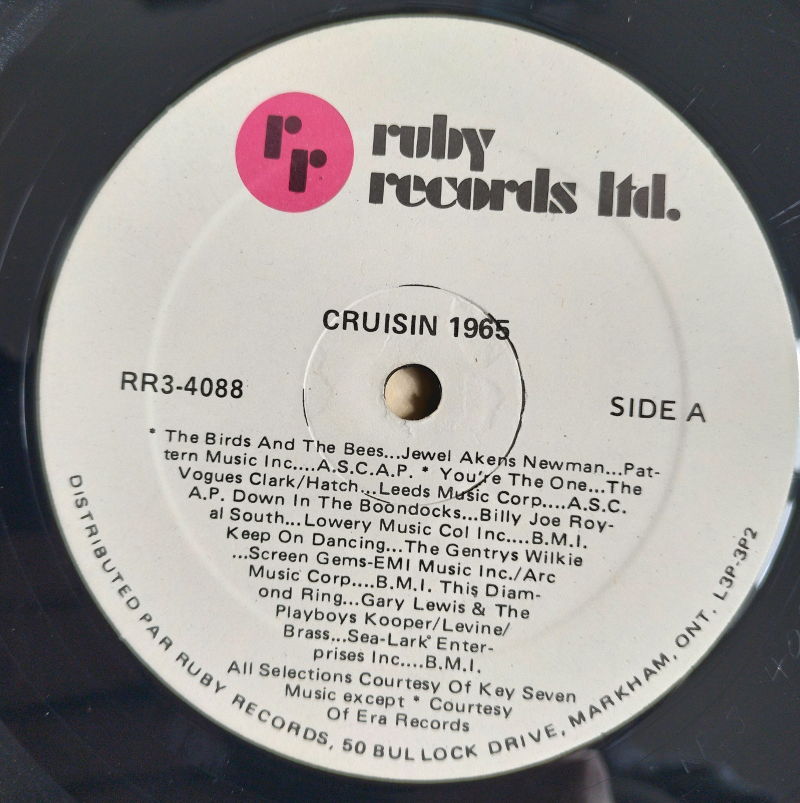 rr
ruby
records ltd.
CRUISIN 1965
RR3-4088
SIDE A
* The Birds And The Bees...Jewel Akens Newman...Pat-
tern Music Inc....A.S.C.A.P. * You're The One...The
Vogues Clark/Hatch...Leeds Music Corp....A.S.C.
A.P. Down In The Boondocks...Billy Joe Roy-
al South...Lowery Music Col Inc....B.M.I.
Keep On Dancing...The Gentrys Wilkie
...Screen Gems-EMI Music Inc./Arc
Music Corp....B.M.I. This Diam-
ond Ring...Gary Lewis & The
Playboys Kooper/Levine/
Brass...Sea-Lark Enter-
prises Inc....B.M.I.
All Selections Courtesy Of Key Seven
Music except * Courtesy
Of Era Records
DISTRIBUTED PAR RUBY RECORDS, 50 BULLOCK DRIVE, MARKHAM, ONT. L3P-3P2